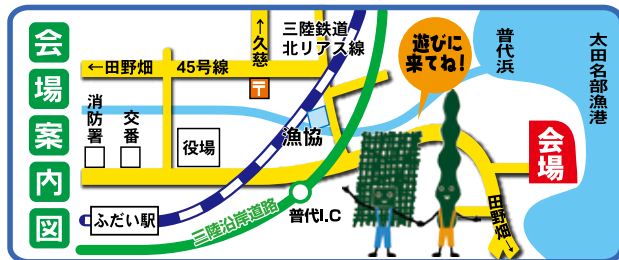 会場案内図
←田野畑
45号線
↑久慈
〒
三陸鉄道
北リアス線
遊びに
来てね!
普代浜
太田名部漁港
消防署
交番
役場
漁協
会場
ふだい駅
三陸沿岸道路
普代I.C
田野畑→